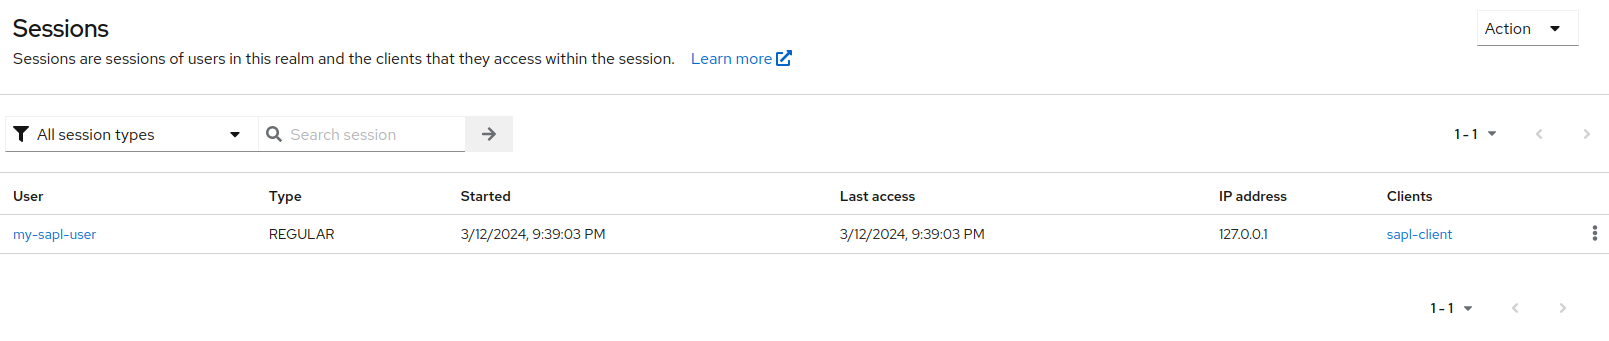 Sessions
Action
Sessions are sessions of users in this realm and the clients that they access within the session. Learn more
All session types Search session 1 - 1
User Type Started Last access IP address Clients
my-sapl-user REGULAR 3/12/2024, 9:39:03 PM 3/12/2024, 9:39:03 PM 127.0.0.1 sapl-client
1 - 1